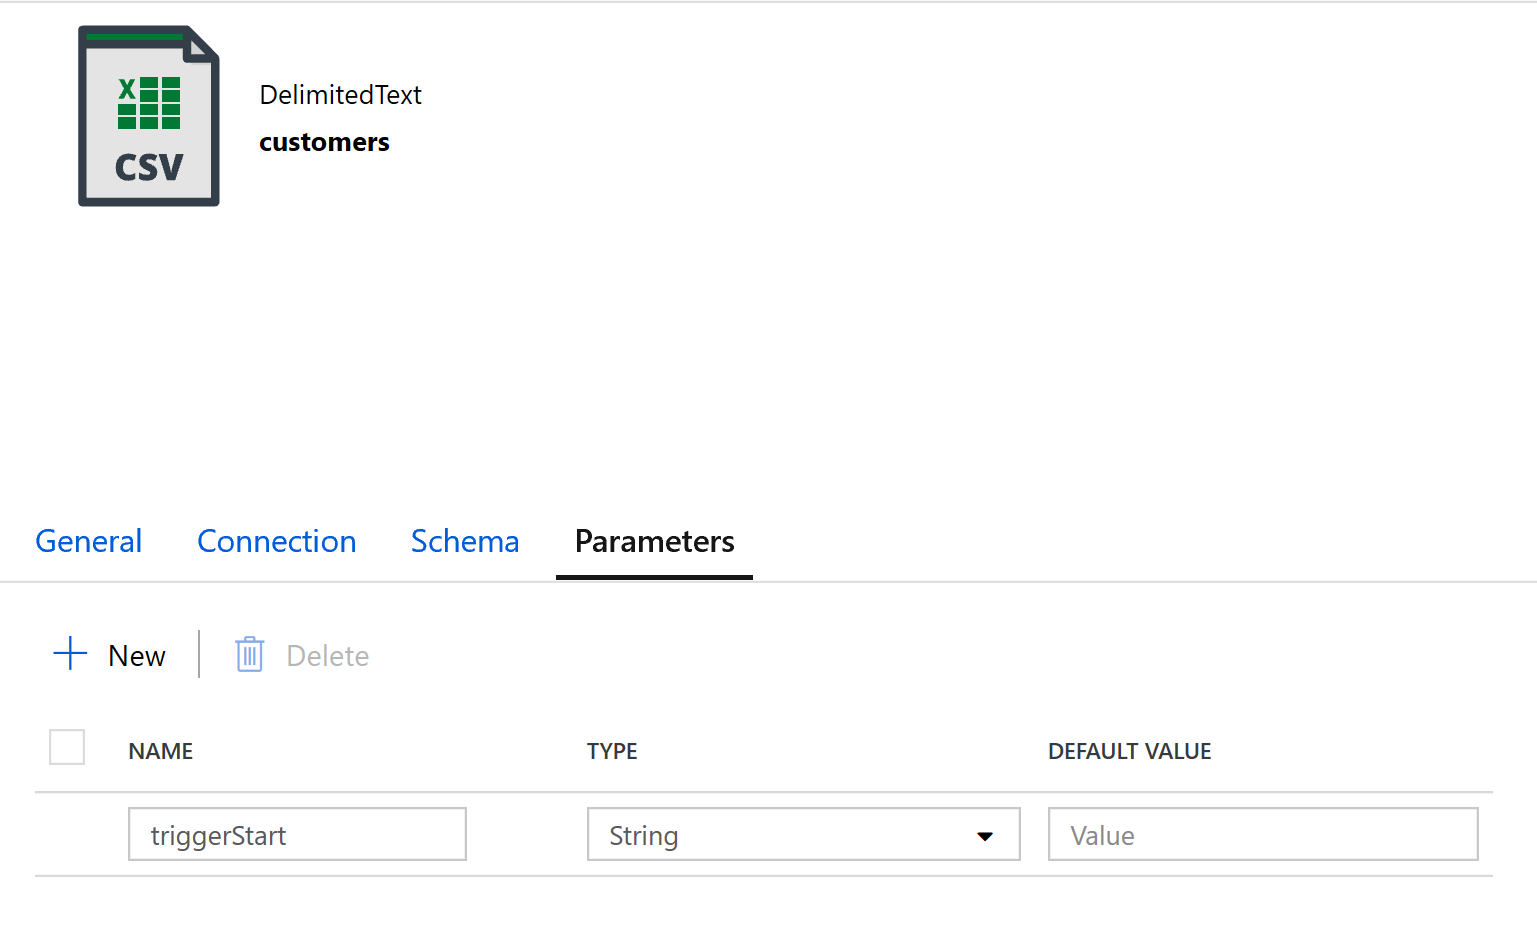 X
CSV
DelimitedText
customers
General Connection Schema Parameters
New Delete
NAME TYPE DEFAULT VALUE
triggerStart String Value